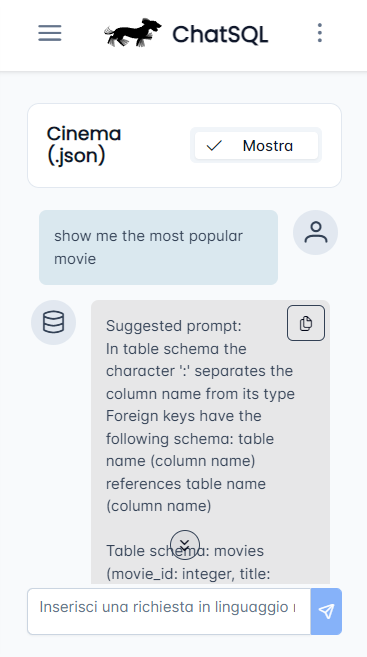 ChatSQL
Cinema
(.json)
Mostra
show me the most popular
movie
Suggested prompt:
In table schema the
character ':' separates the
column name from its type
Foreign keys have the
following schema: table
name (column name)
references table name
(column name)
Table schema: movies
(movie_id: integer, title:
Inserisci una richiesta in linguaggio